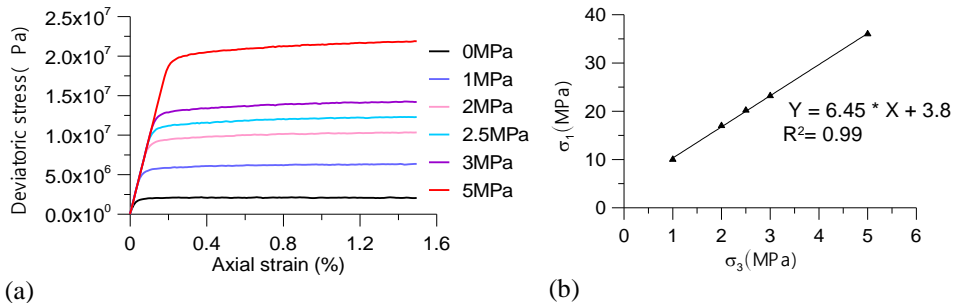 2.5x10⁷
2.0x10⁷
1.5x10⁷
1.0x10⁷
5.0x10⁶
0.0x10⁰
Deviatoric stress( Pa)
0 0.4 0.8 1.2 1.6
Axial strain (%)
0MPa
1MPa
2MPa
2.5MPa
3MPa
5MPa
(a)
40
30
20
10
0
σ₁(MPa)
Y = 6.45 * X + 3.8
R²= 0.99
0 1 2 3 4 5 6
σ₃(MPa)
(b)